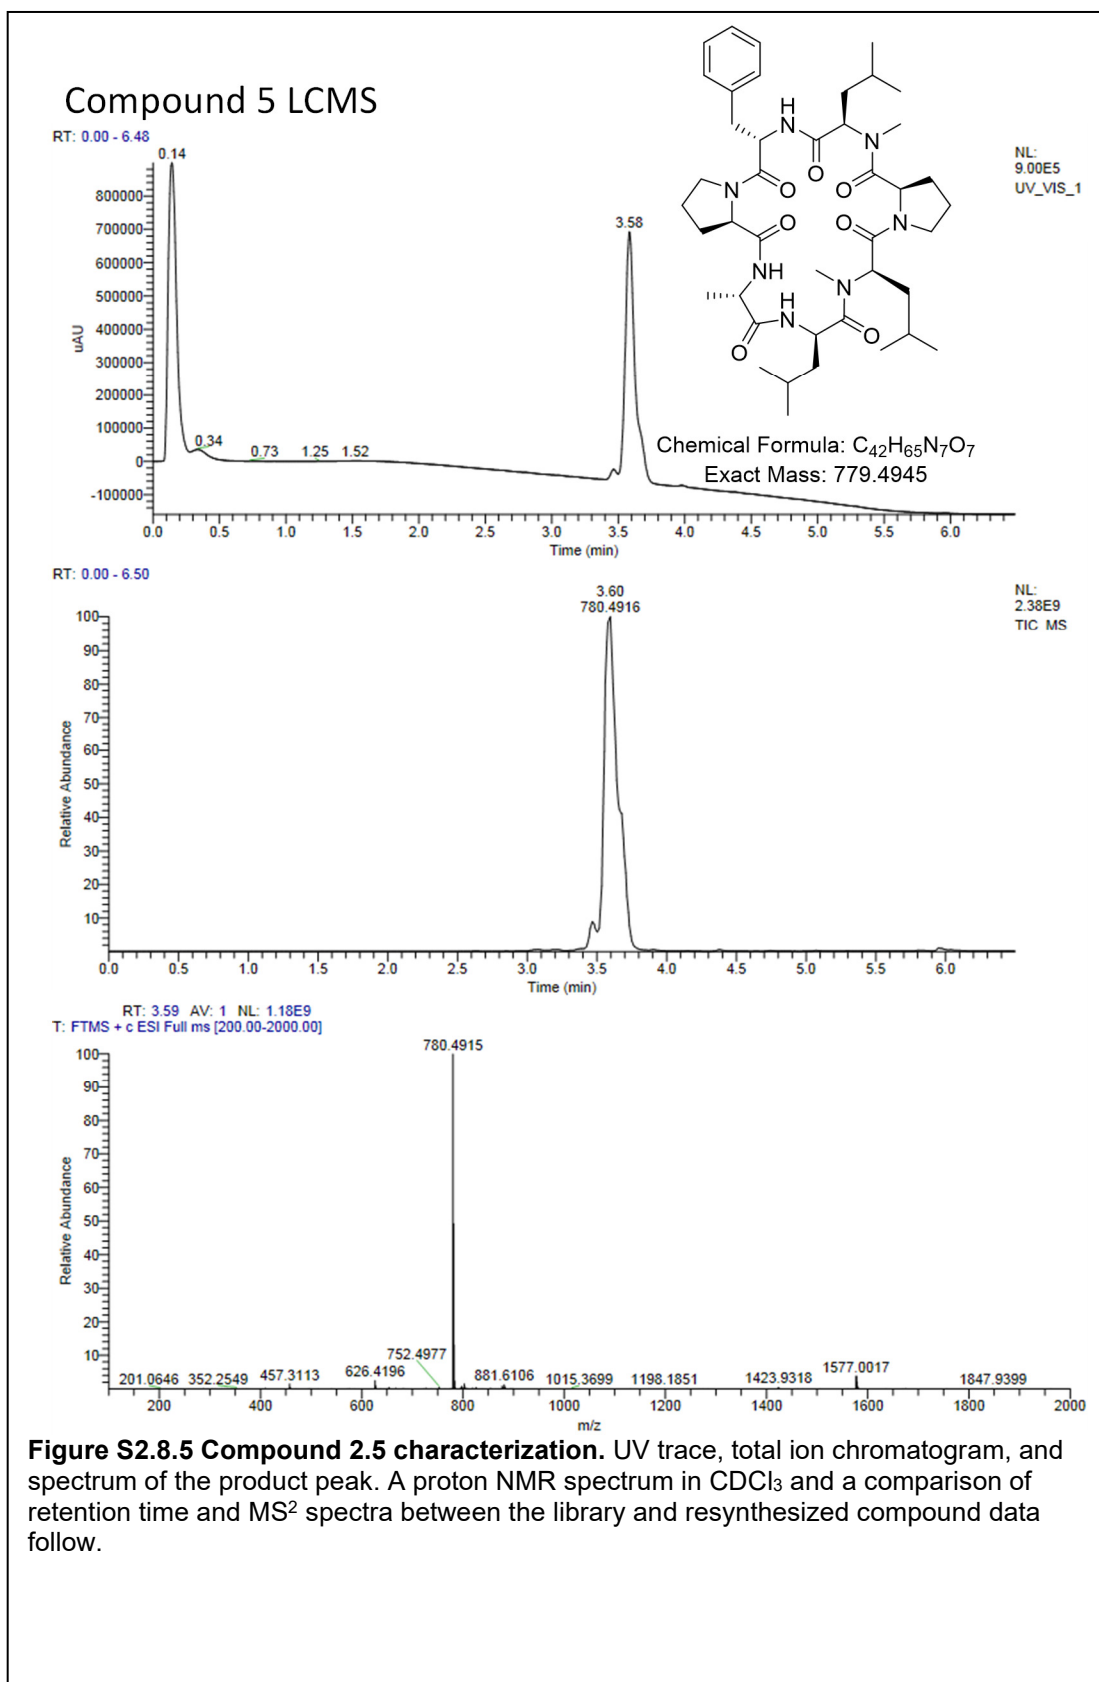 Compound 5 LCMS
RT: 0.00 - 6.48
NL:
9.00E5
UV_VIS_1
0.14
3.58
0.34
0.73
1.25
1.52
800000
700000
600000
500000
400000
300000
200000
100000
0
-100000
uAU
0.0 0.5 1.0 1.5 2.0 2.5 3.0 3.5 4.0 4.5 5.0 5.5 6.0
Time (min)
H
N
O
N
O
O
N
O
N
O
O
NH
N
H
N
O
O
Chemical Formula: C₄₂H₆₅N₇O₇
Exact Mass: 779.4945
RT: 0.00 - 6.50
NL:
2.38E9
TIC MS
3.60
780.4916
100
90
80
70
60
50
40
30
20
10
Relative Abundance
0.0 0.5 1.0 1.5 2.0 2.5 3.0 3.5 4.0 4.5 5.0 5.5 6.0
Time (min)
RT: 3.59 AV: 1 NL: 1.18E9
T: FTMS + c ESI Full ms [200.00-2000.00]
780.4915
100
90
80
70
60
50
40
30
20
10
Relative Abundance
201.0646 352.2549 457.3113 626.4196 752.4977 881.6106 1015.3699 1198.1851 1423.9318 1577.0017 1847.9399
200 400 600 800 1000 1200 1400 1600 1800 2000
m/z
Figure S2.8.5 Compound 2.5 characterization. UV trace, total ion chromatogram, and
spectrum of the product peak. A proton NMR spectrum in CDCl₃ and a comparison of
retention time and MS² spectra between the library and resynthesized compound data
follow.